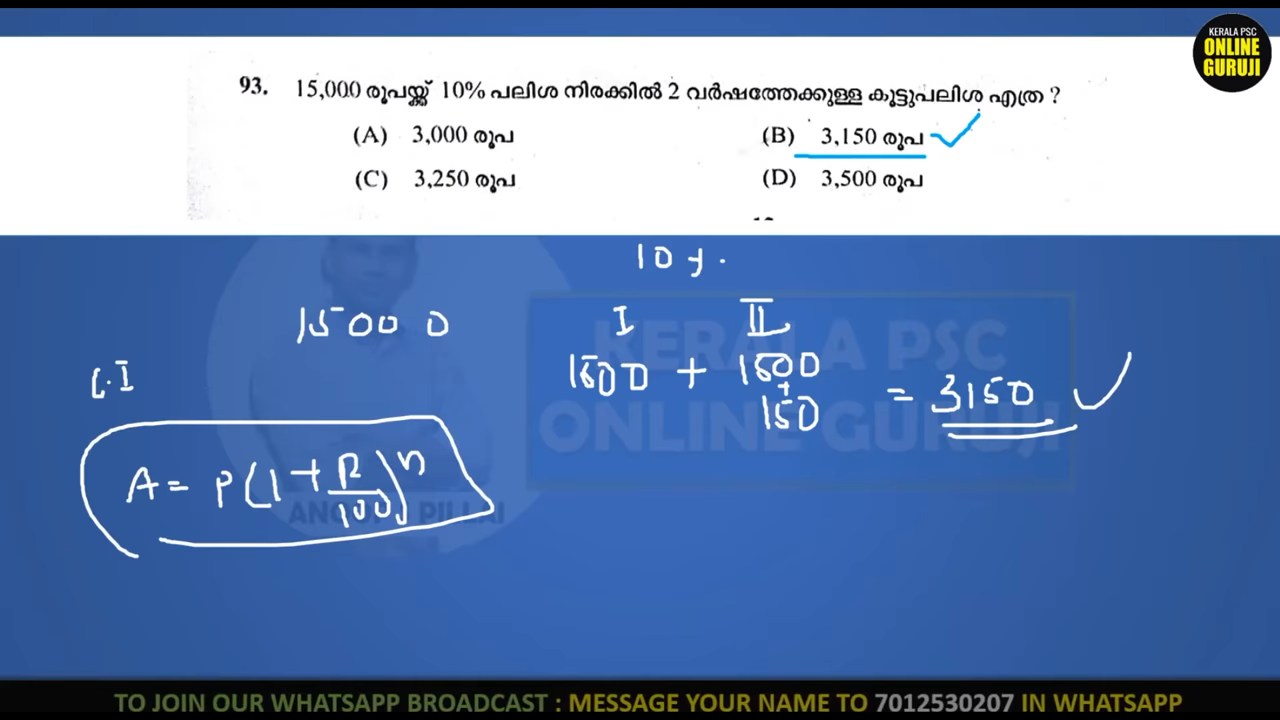 KERALA PSC
ONLINE
GURUJI
93. 15,000 രൂപയ്ക്ക് 10% പലിശ നിരക്കിൽ 2 വർഷത്തേക്കുള്ള കൂട്ടുപലിശ എത്ര ?
(A) 3,000 രൂപ (B) 3,150 രൂപ
(C) 3,250 രൂപ (D) 3,500 രൂപ
10 y.
15000 I II
C.I 1500 + 1500 + 150 = 3150
A = P(1+R/100)^n
KERALA PSC
ONLINE GURUJI
PILLAI
TO JOIN OUR WHATSAPP BROADCAST : MESSAGE YOUR NAME TO 7012530207 IN WHATSAPP